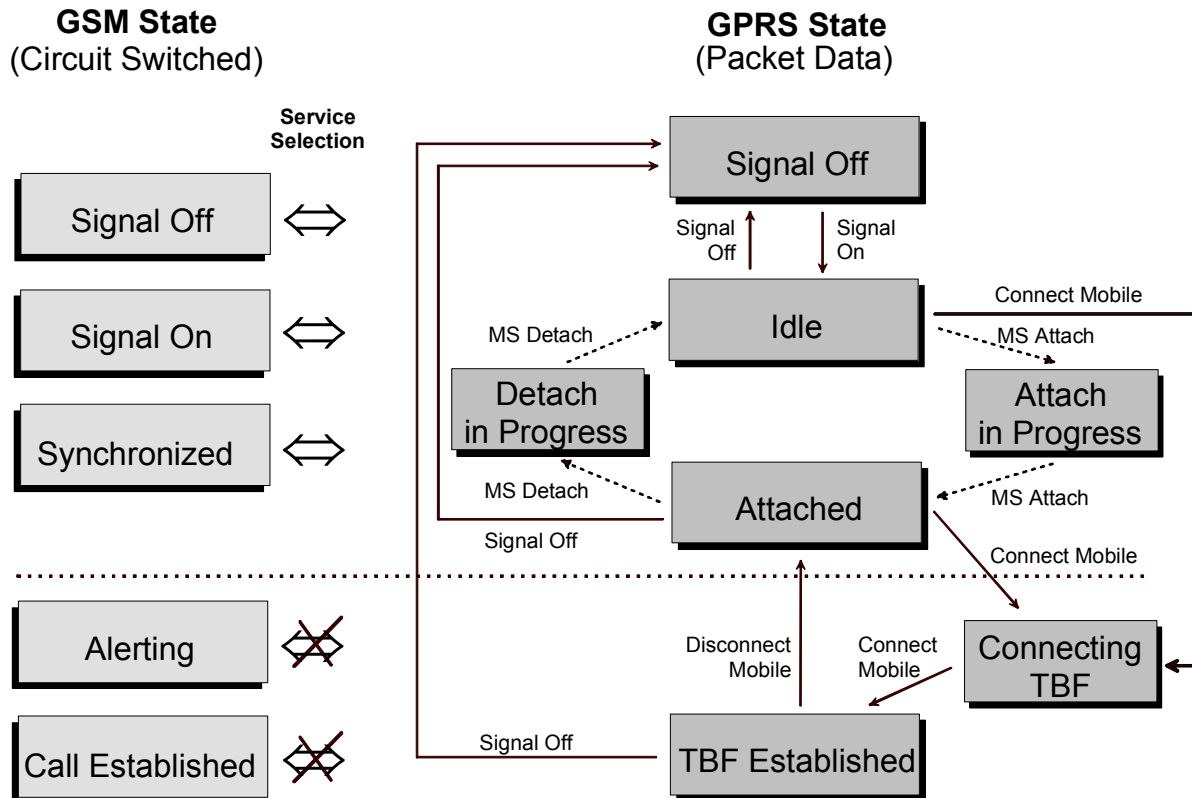 GSM State
(Circuit Switched)
GPRS State
(Packet Data)
Service
Selection
Signal Off
Signal On
Synchronized
Alerting
Call Established
Signal Off
Signal
Off
Signal
On
Idle
Connect Mobile
MS Detach
MS Attach
Detach
in Progress
Attach
in Progress
MS Detach
MS Attach
Attached
Signal Off
Connect Mobile
Disconnect
Mobile
Connect
Mobile
Connecting
TBF
Signal Off
TBF Established